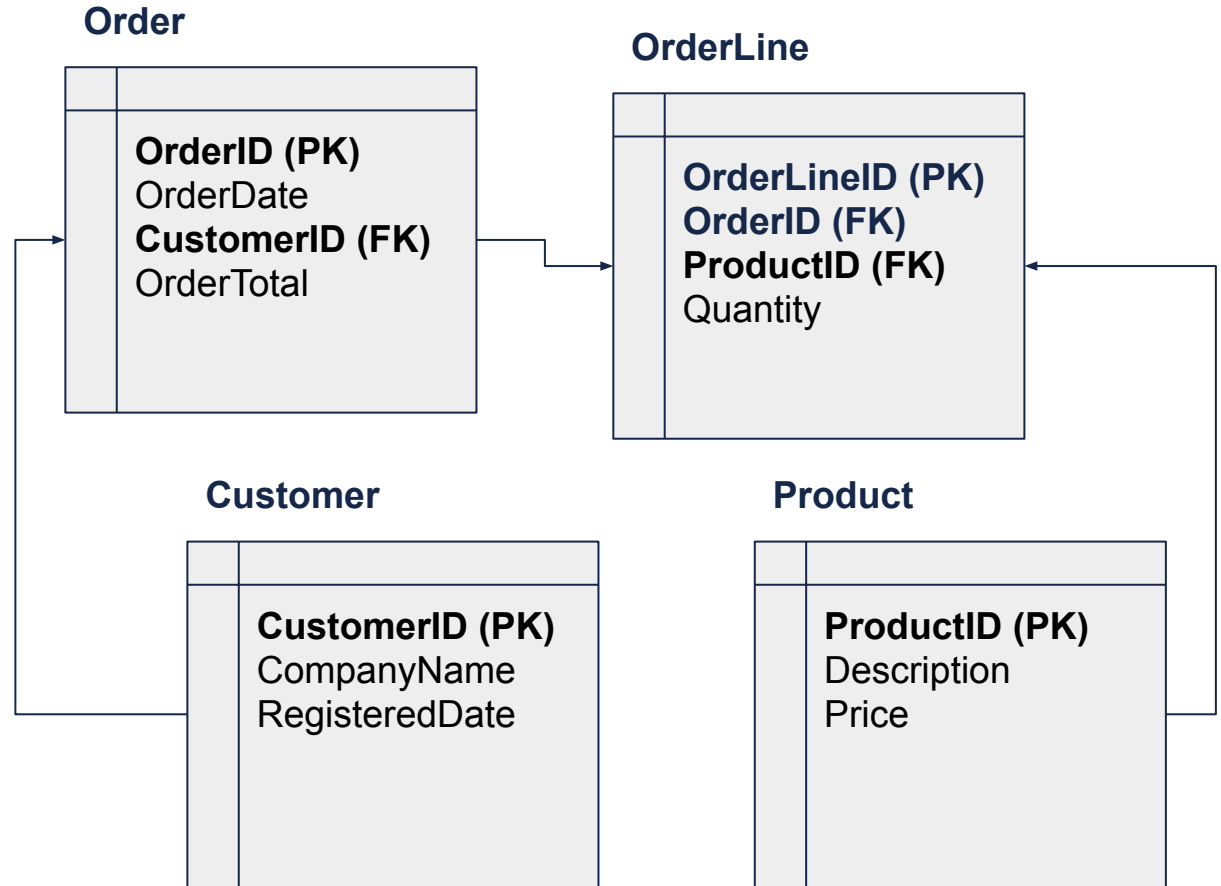 Order
OrderID (PK)
OrderDate
CustomerID (FK)
OrderTotal
OrderLine
OrderLineID (PK)
OrderID (FK)
ProductID (FK)
Quantity
Customer
CustomerID (PK)
CompanyName
RegisteredDate
Product
ProductID (PK)
Description
Price